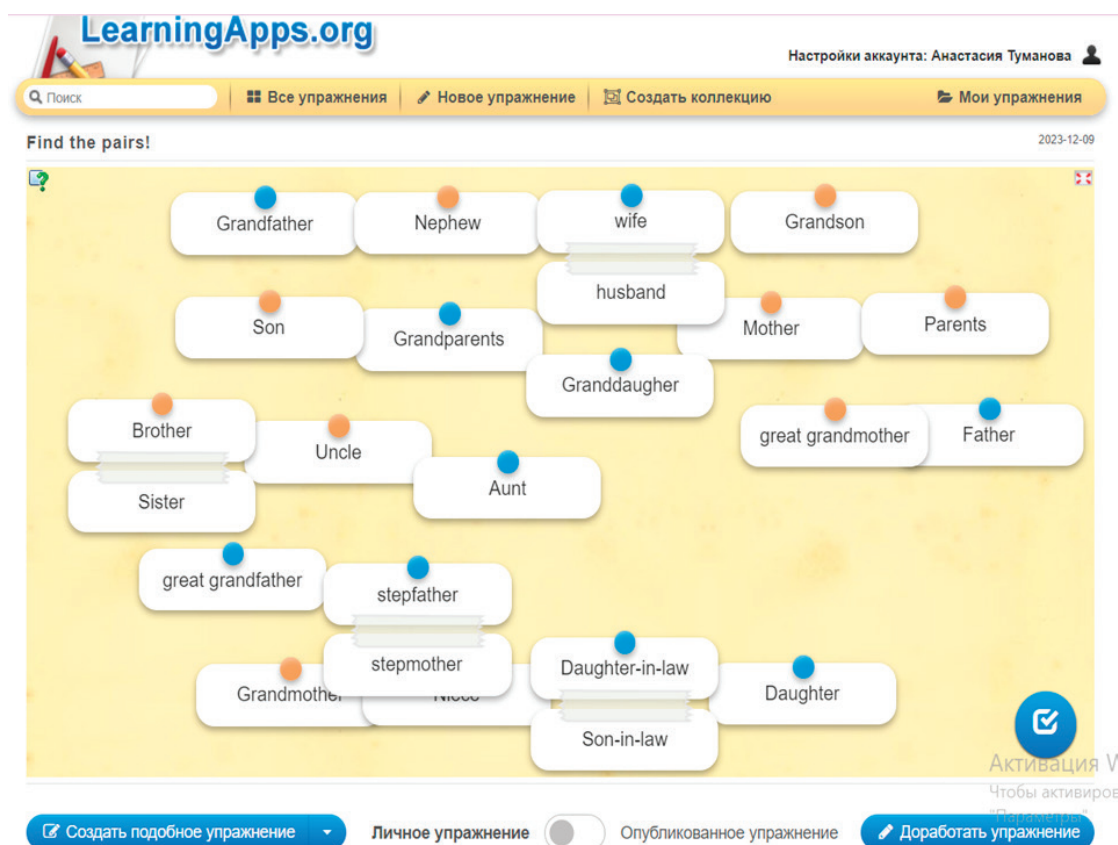 LearningApps.org
Настройки аккаунта: Анастасия Туманова
Поиск
Все упражнения
Новое упражнение
Создать коллекцию
Мои упражнения
Find the pairs!
2023-12-09
Grandfather
Nephew
wife
Grandson
husband
Son
Grandparents
Mother
Parents
Granddaugher
Brother
Uncle
great grandmother
Father
Sister
Aunt
great grandfather
stepfather
stepmother
Daughter-in-law
Grandmother
Niece
Daughter
Son-in-law
Активация W
Чтобы активиров
"Параметры"
Создать подобное упражнение
Личное упражнение
Опубликованное упражнение
Доработать упражнение